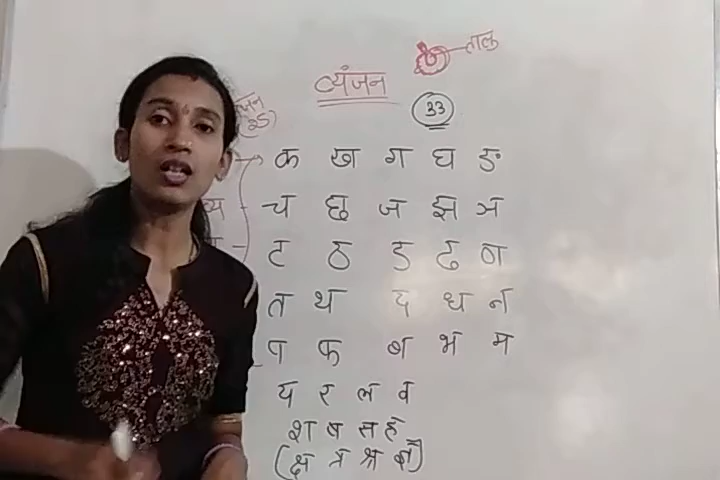 तालु
व्यंजन
33
क ख ग घ ङ
च छ ज झ ञ
ट ठ ड ढ ण
त थ द ध न
प फ ब भ म
य र ल व
श ष स ह
(क्ष त्र श्र ज्ञ)